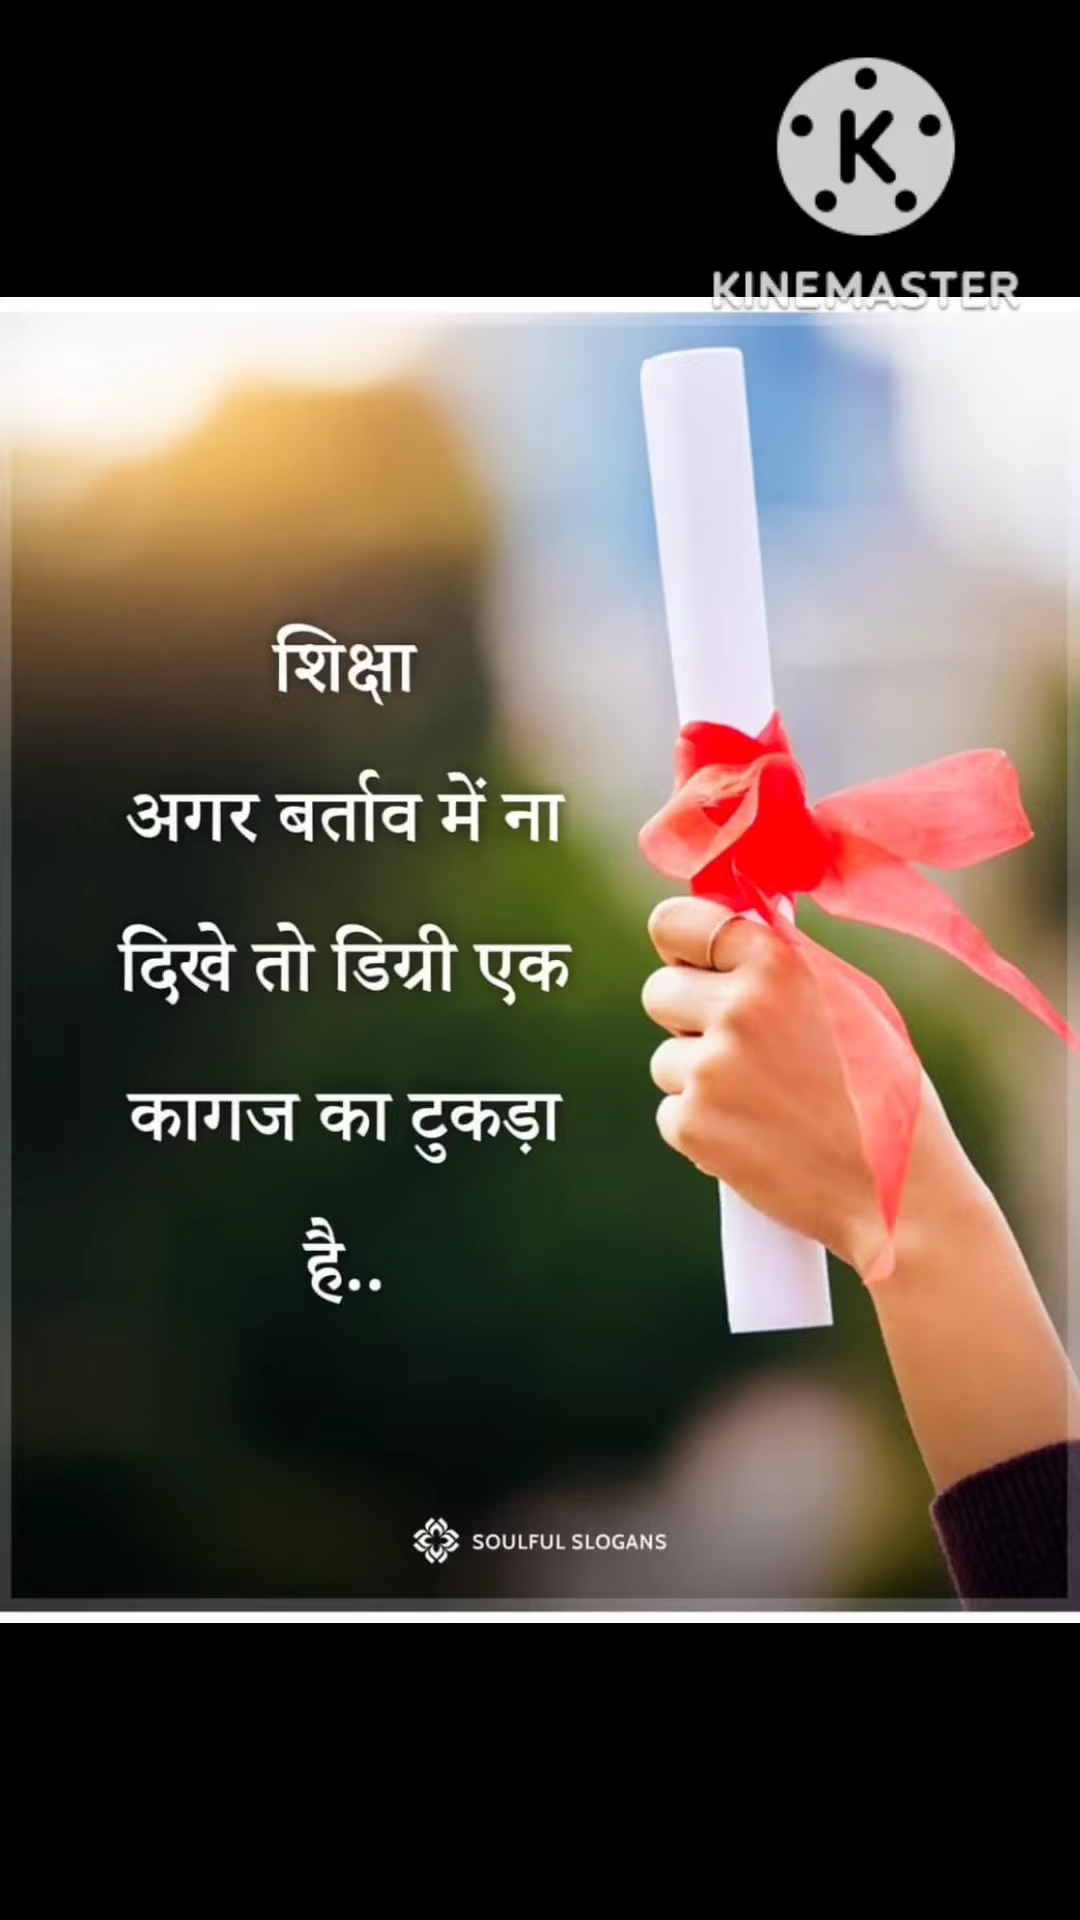 K
KINEMASTER
शिक्षा
अगर बर्ताव में ना
दिखे तो डिग्री एक
कागज का टुकड़ा
है..
SOULFUL SLOGANS